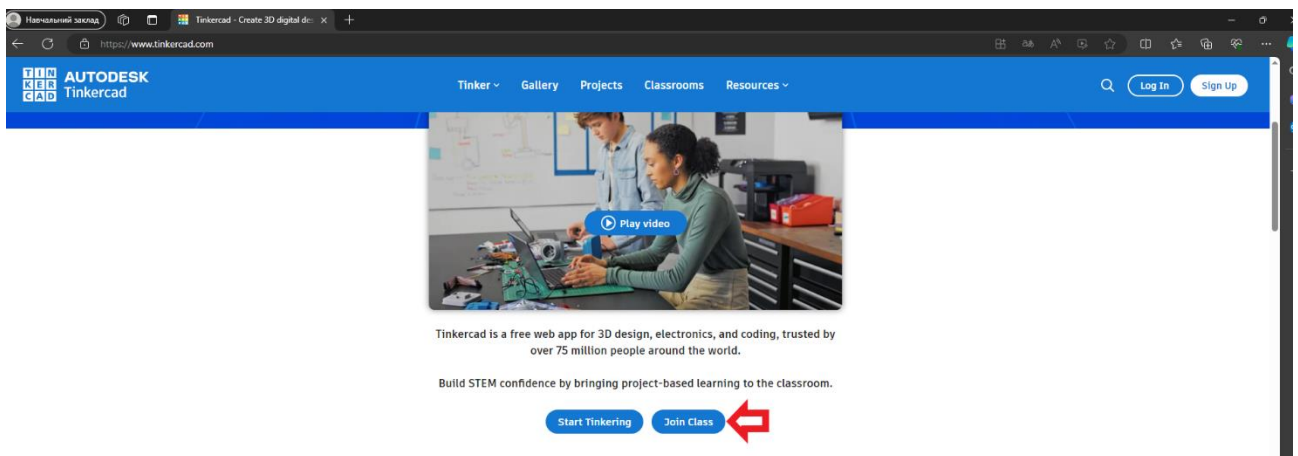 Навчальний заклад
Tinkercad - Create 3D digital de
https://www.tinkercad.com
TIN
KER
CAD
AUTODESK
Tinkercad
Tinker Gallery Projects Classrooms Resources
Log In Sign Up
Play video
Tinkercad is a free web app for 3D design, electronics, and coding, trusted by
over 75 million people around the world.
Build STEM confidence by bringing project-based learning to the classroom.
Start Tinkering Join Class